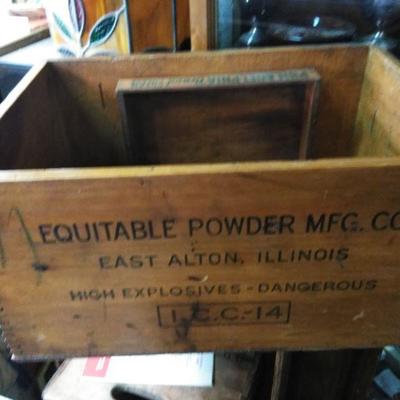 EQUITABLE POWDER MFG. CO
EAST ALTON, ILLINOIS
HIGH EXPLOSIVES - DANGEROUS
I.C.C.-14